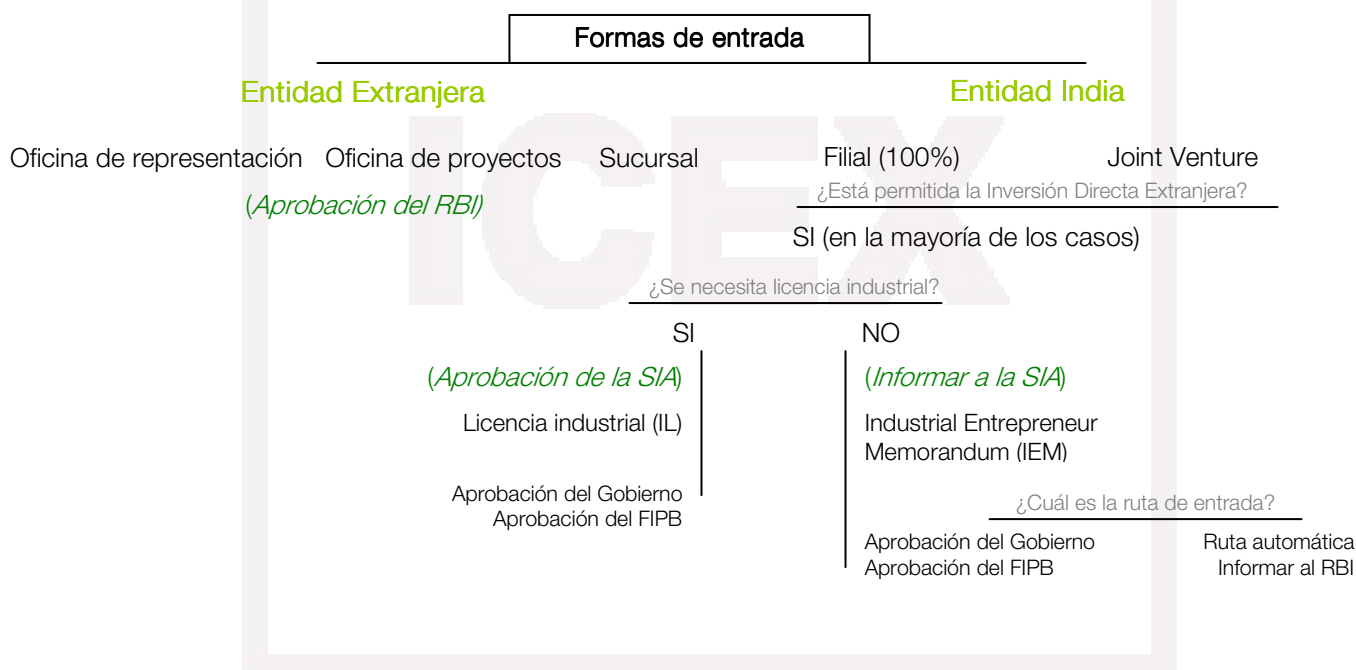 Formas de entrada
Entidad Extranjera
Entidad India
Oficina de representación
Oficina de proyectos
Sucursal
Filial (100%)
Joint Venture
(Aprobación del RBI)
¿Está permitida la Inversión Directa Extranjera?
SI (en la mayoría de los casos)
¿Se necesita licencia industrial?
SI
NO
(Aprobación de la SIA)
(Informar a la SIA)
Licencia industrial (IL)
Industrial Entrepreneur
Memorandum (IEM)
Aprobación del Gobierno
Aprobación del FIPB
¿Cuál es la ruta de entrada?
Aprobación del Gobierno
Aprobación del FIPB
Ruta automática
Informar al RBI
ICEX